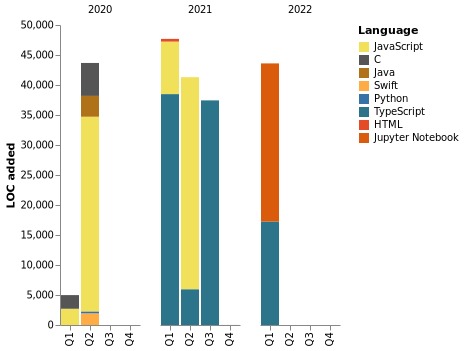 2020 2021 2022
50,000
45,000
40,000
35,000
30,000
25,000
20,000
15,000
10,000
5,000
0
LOC added
Q1 Q2 Q3 Q4 Q1 Q2 Q3 Q4 Q1 Q2 Q3 Q4
Language
JavaScript
C
Java
Swift
Python
TypeScript
HTML
Jupyter Notebook